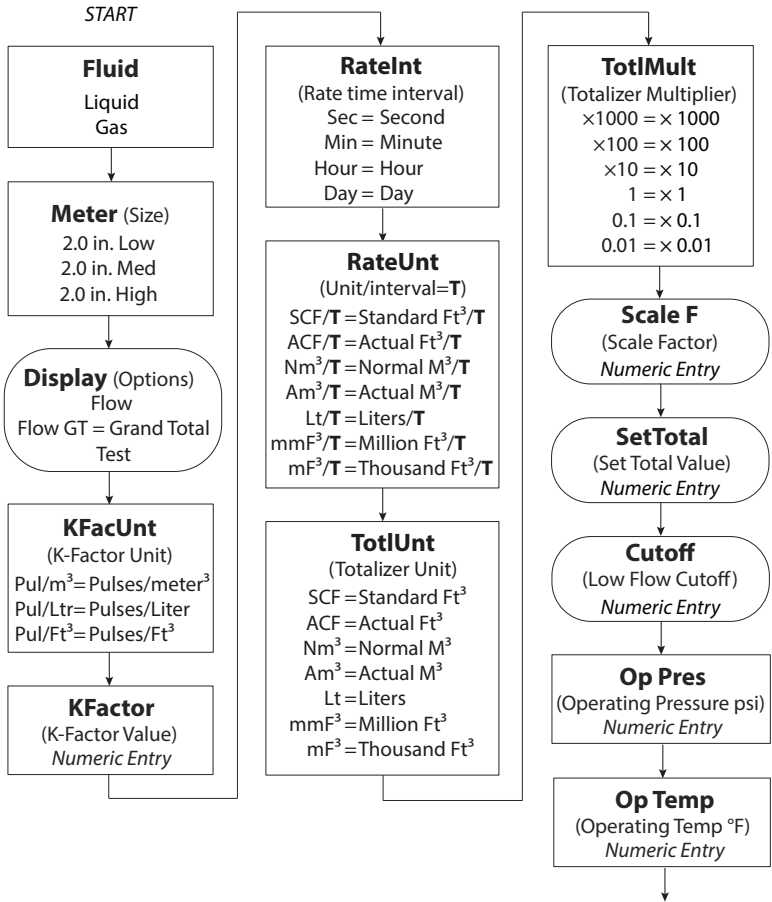 START
Fluid
Liquid
Gas
Meter (Size)
2.0 in. Low
2.0 in. Med
2.0 in. High
Display (Options)
Flow
Flow GT = Grand Total
Test
KFacUnt
(K-Factor Unit)
Pul/m³ = Pulses/meter³
Pul/Ltr = Pulses/Liter
Pul/Ft³ = Pulses/Ft³
KFactor
(K-Factor Value)
Numeric Entry
RateInt
(Rate time interval)
Sec = Second
Min = Minute
Hour = Hour
Day = Day
RateUnt
(Unit/interval=T)
SCF/T = Standard Ft³/T
ACF/T = Actual Ft³/T
Nm³/T = Normal M³/T
Am³/T = Actual M³/T
Lt/T = Liters/T
mmF³/T = Million Ft³/T
mF³/T = Thousand Ft³/T
TotlUnt
(Totalizer Unit)
SCF = Standard Ft³
ACF = Actual Ft³
Nm³ = Normal M³
Am³ = Actual M³
Lt = Liters
mmF³ = Million Ft³
mF³ = Thousand Ft³
TotlMult
(Totalizer Multiplier)
×1000 = × 1000
×100 = × 100
×10 = × 10
1 = × 1
0.1 = × 0.1
0.01 = × 0.01
Scale F
(Scale Factor)
Numeric Entry
SetTotal
(Set Total Value)
Numeric Entry
Cutoff
(Low Flow Cutoff)
Numeric Entry
Op Pres
(Operating Pressure psi)
Numeric Entry
Op Temp
(Operating Temp °F)
Numeric Entry